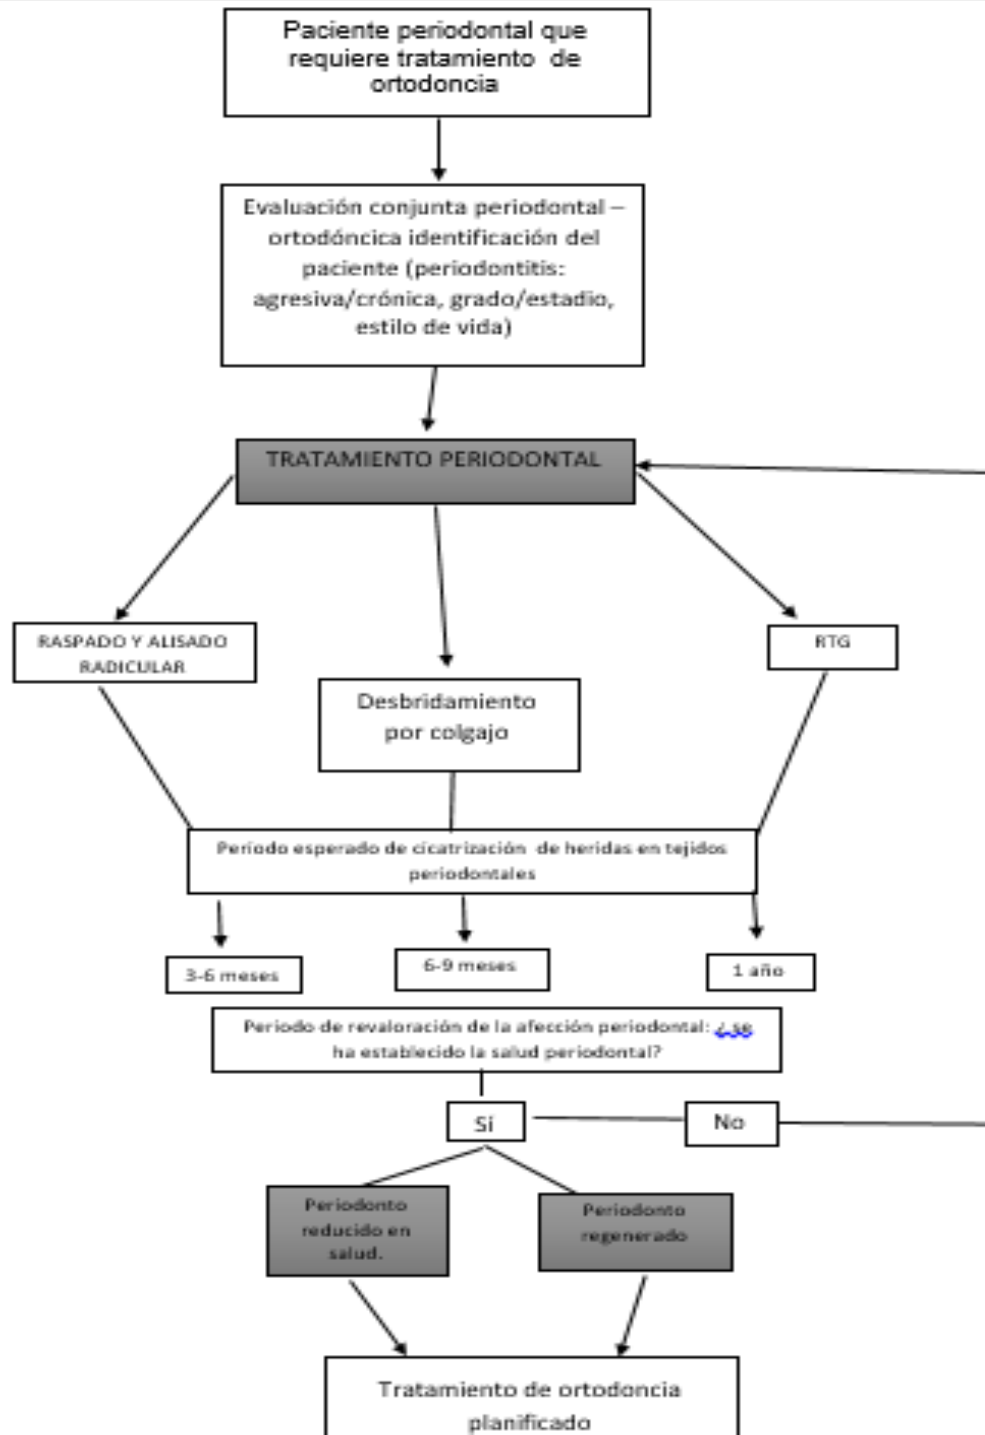 Paciente periodontal que
requiere tratamiento de
ortodoncia
Evaluación conjunta periodontal –
ortodóncica identificación del
paciente (periodontitis:
agresiva/crónica, grado/estadio,
estilo de vida)
TRATAMIENTO PERIODONTAL
RASPADO Y ALISADO
RADICULAR
Desbridamiento
por colgajo
RTG
Período esperado de cicatrización de heridas en tejidos
periodontales
3-6 meses
6-9 meses
1 año
Periodo de revaloración de la afección periodontal: ¿ se
ha establecido la salud periodontal?
Sí
No
Periodonto
reducido en
salud.
Periodonto
regenerado
Tratamiento de ortodoncia
planificado